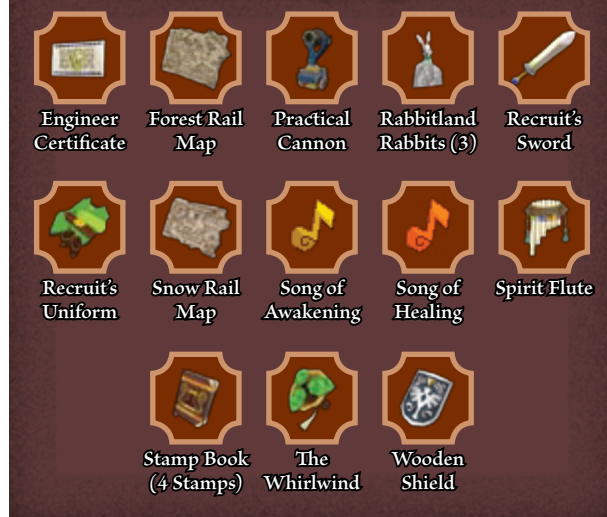 Engineer Certificate
Forest Rail Map
Practical Cannon
Rabbitland Rabbits (3)
Recruit's Sword
Recruit's Uniform
Snow Rail Map
Song of Awakening
Song of Healing
Spirit Flute
Stamp Book (4 Stamps)
The Whirlwind
Wooden Shield